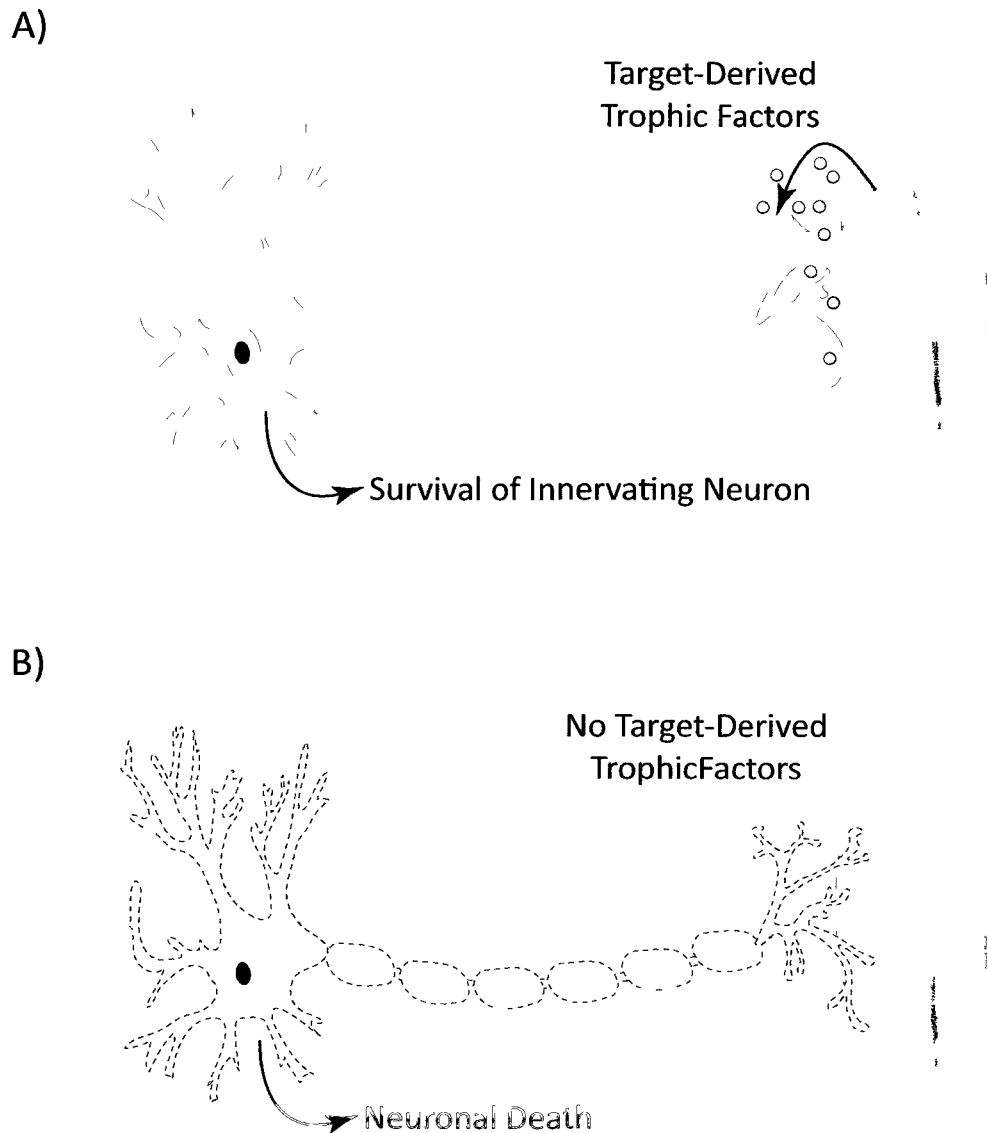 A)
Target-Derived
Trophic Factors
Survival of Innervating Neuron
B)
No Target-Derived
TrophicFactors
Neuronal Death